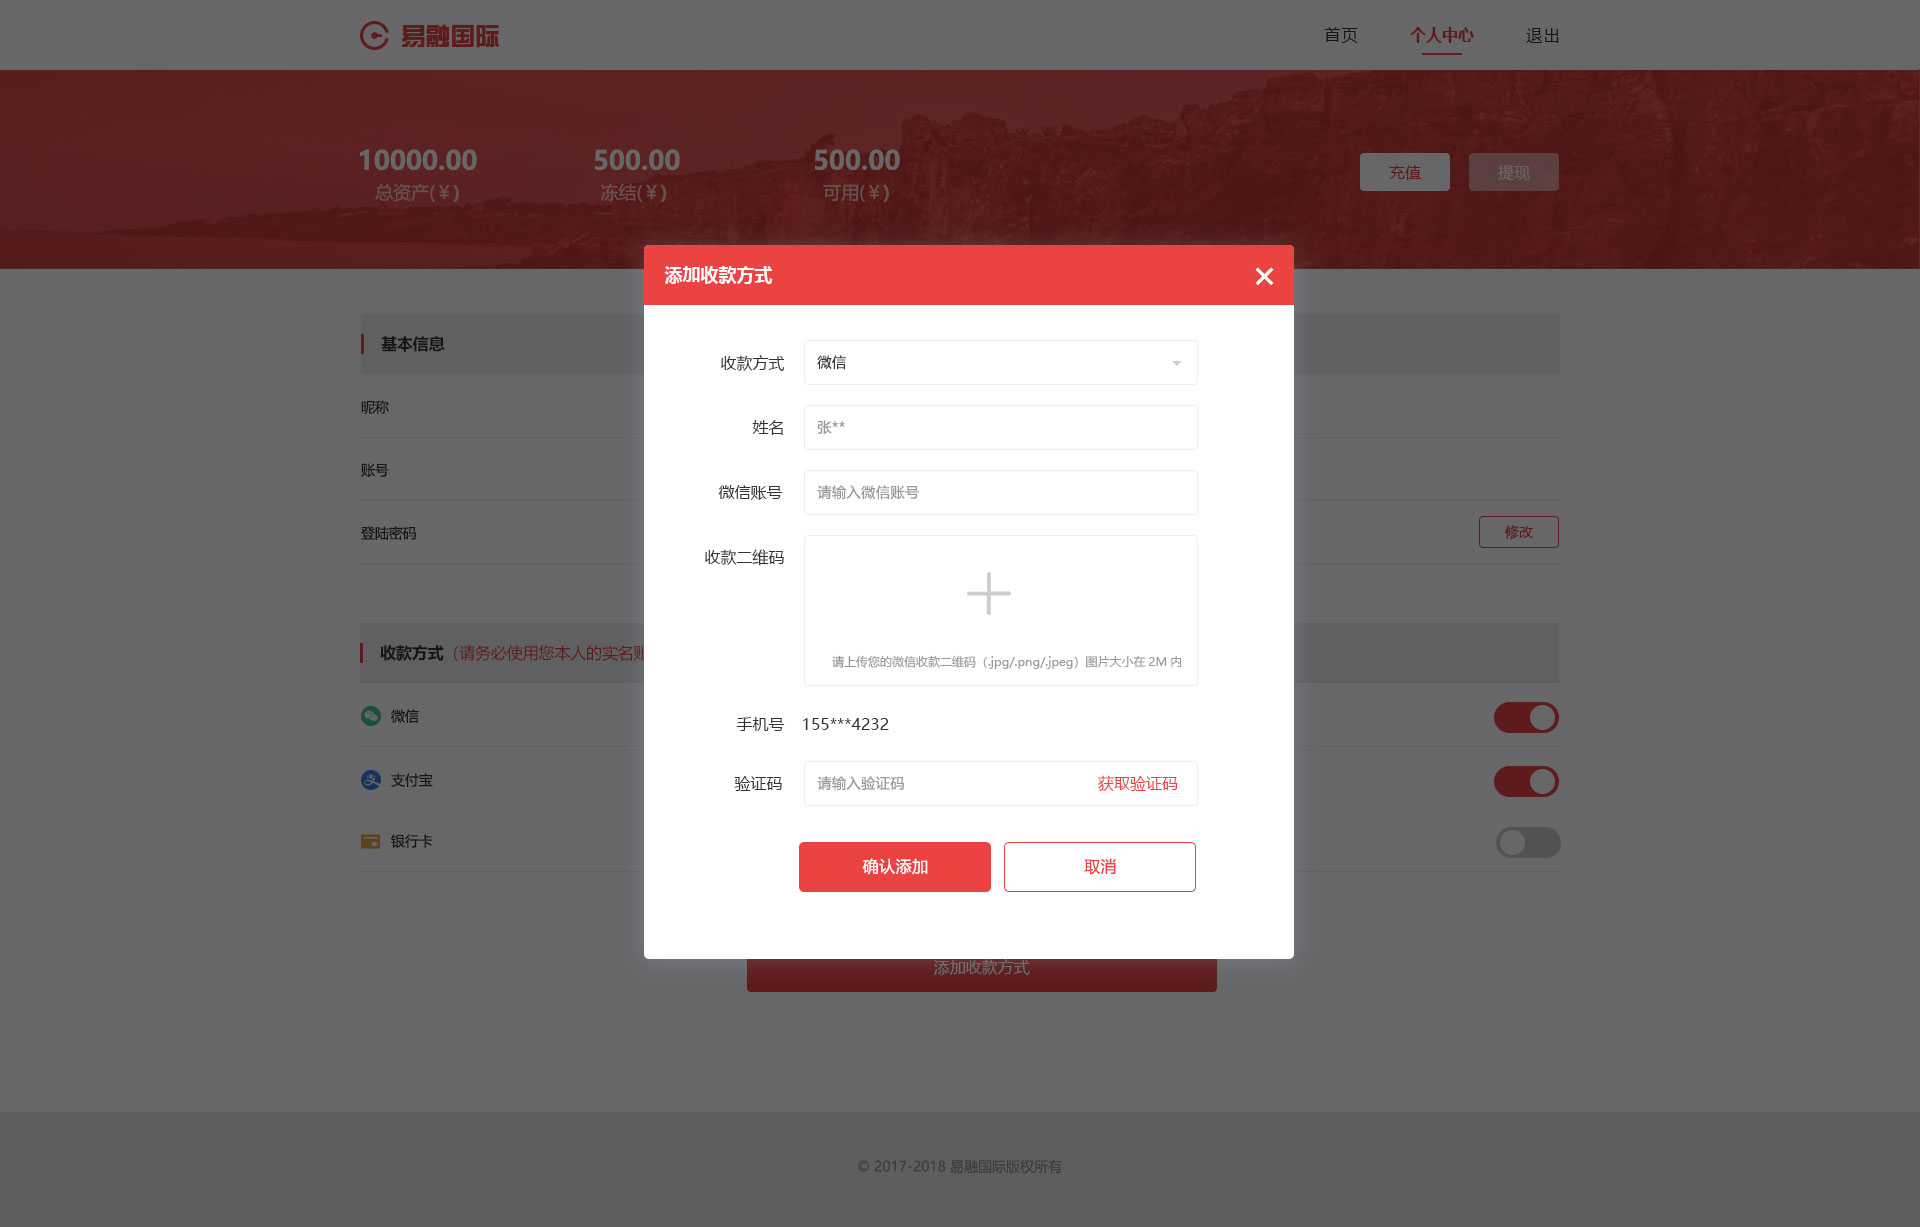 易融国际
首页
个人中心
退出
10000.00
500.00
500.00
总资产(￥)
冻结(￥)
可用(￥)
充值
提现
添加收款方式
基本信息
昵称
账号
登陆密码
修改
收款方式
微信
姓名
张**
微信账号
请输入微信账号
收款二维码
请上传您的微信收款二维码（.jpg/.png/.jpeg）图片大小在 2M 内
手机号
155***4232
验证码
请输入验证码
获取验证码
确认添加
取消
收款方式（请务必使用您本人的实名账
微信
支付宝
银行卡
添加收款方式
© 2017-2018 易融国际版权所有